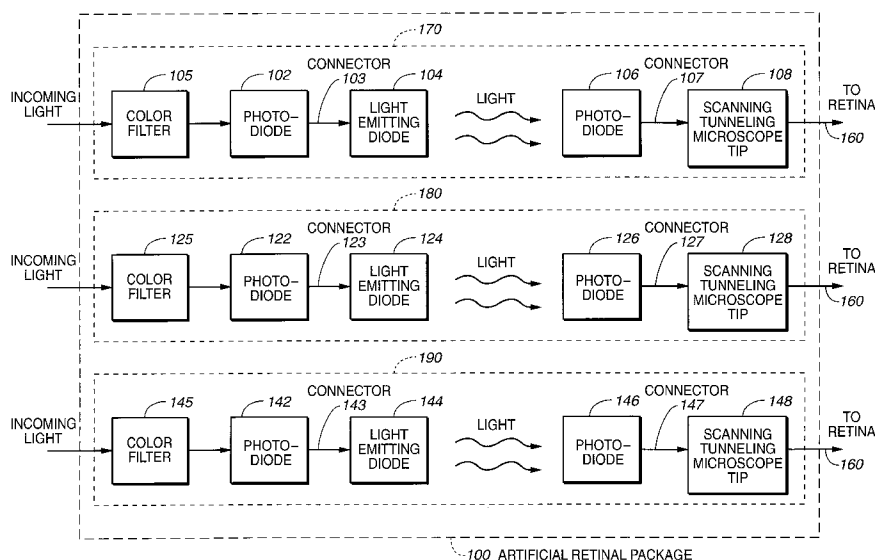 170
105
102
CONNECTOR
103
104
106
CONNECTOR
107
108
INCOMING
LIGHT
COLOR
FILTER
PHOTO–
DIODE
LIGHT
EMITTING
DIODE
LIGHT
PHOTO–
DIODE
SCANNING
TUNNELING
MICROSCOPE
TIP
TO
RETINA
160
180
125
122
CONNECTOR
123
124
126
CONNECTOR
127
128
INCOMING
LIGHT
COLOR
FILTER
PHOTO–
DIODE
LIGHT
EMITTING
DIODE
LIGHT
PHOTO–
DIODE
SCANNING
TUNNELING
MICROSCOPE
TIP
TO
RETINA
160
190
145
142
CONNECTOR
143
144
146
CONNECTOR
147
148
INCOMING
LIGHT
COLOR
FILTER
PHOTO–
DIODE
LIGHT
EMITTING
DIODE
LIGHT
PHOTO–
DIODE
SCANNING
TUNNELING
MICROSCOPE
TIP
TO
RETINA
160
100 ARTIFICIAL RETINAL PACKAGE